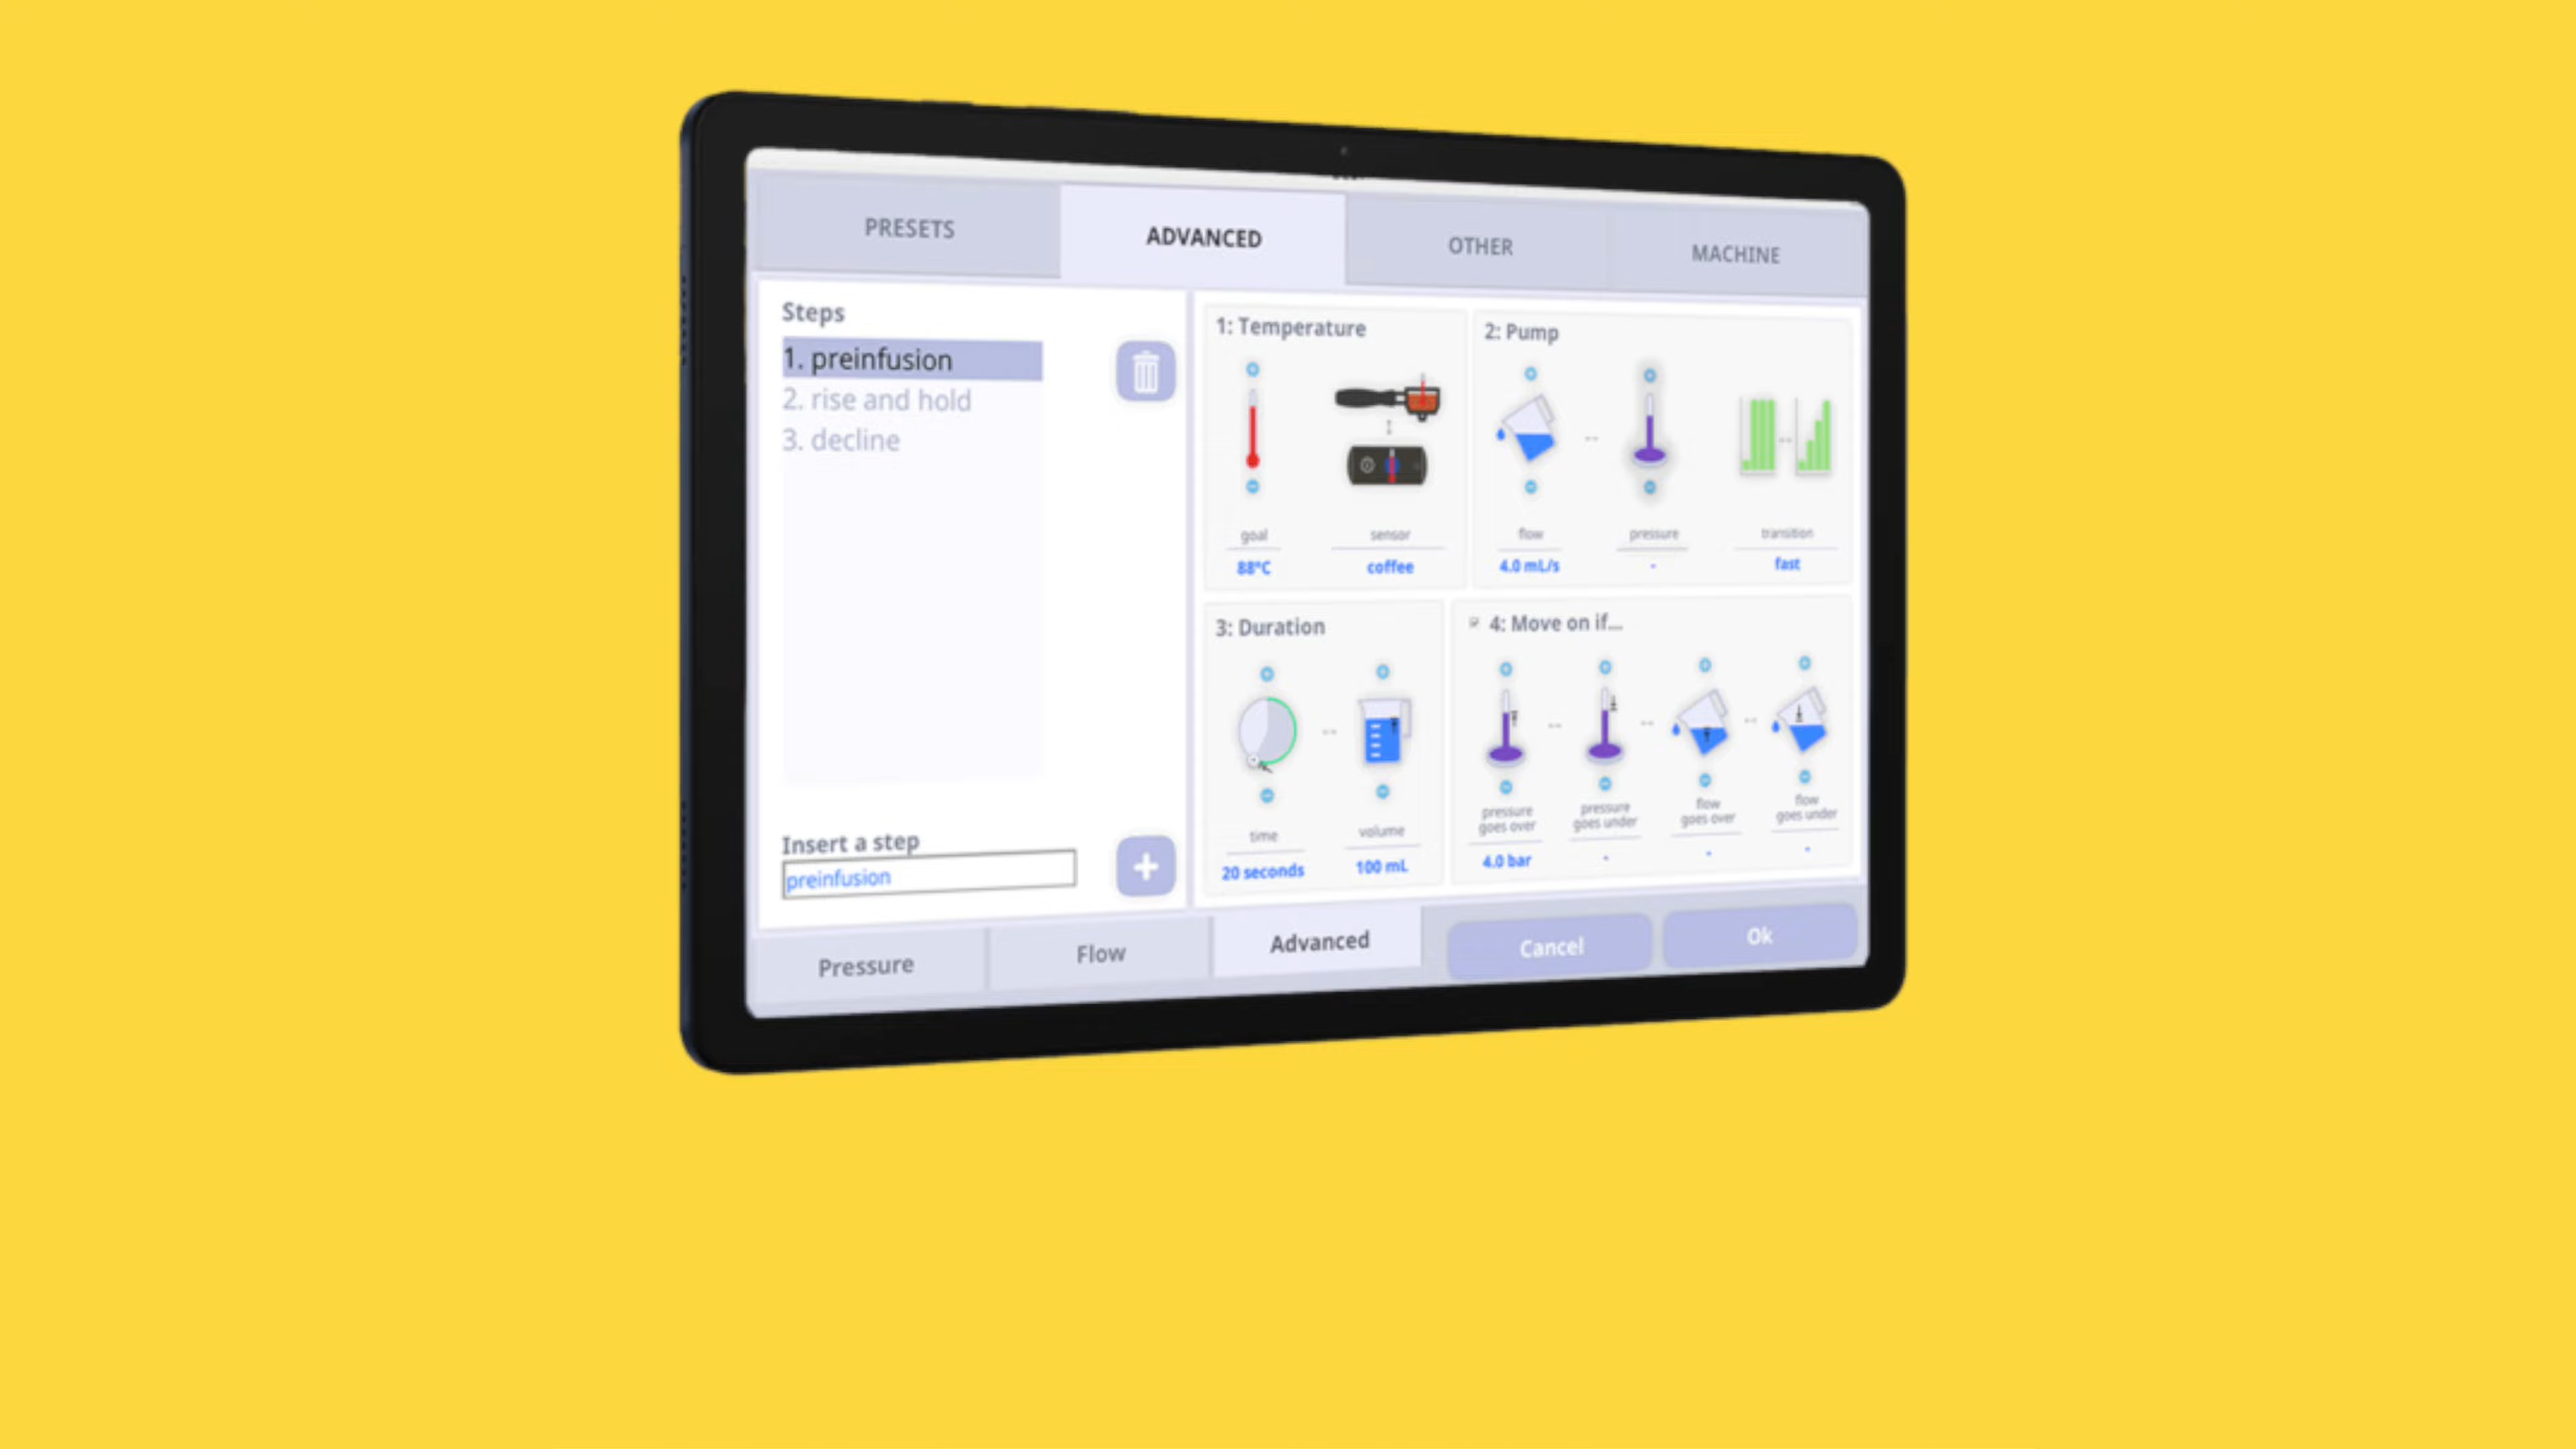 PRESETS
ADVANCED
OTHER
MACHINE
Steps
1. preinfusion
2. rise and hold
3. decline
Insert a step
preinfusion
1: Temperature
goal
sensor
88°C
coffee
2: Pump
flow
pressure
transition
4.0 mL/s
-
fast
3: Duration
time
volume
20 seconds
100 mL
4: Move on if...
pressure
goes over
pressure
goes under
flow
goes over
flow
goes under
4.0 bar
-
-
-
Pressure
Flow
Advanced
Cancel
Ok